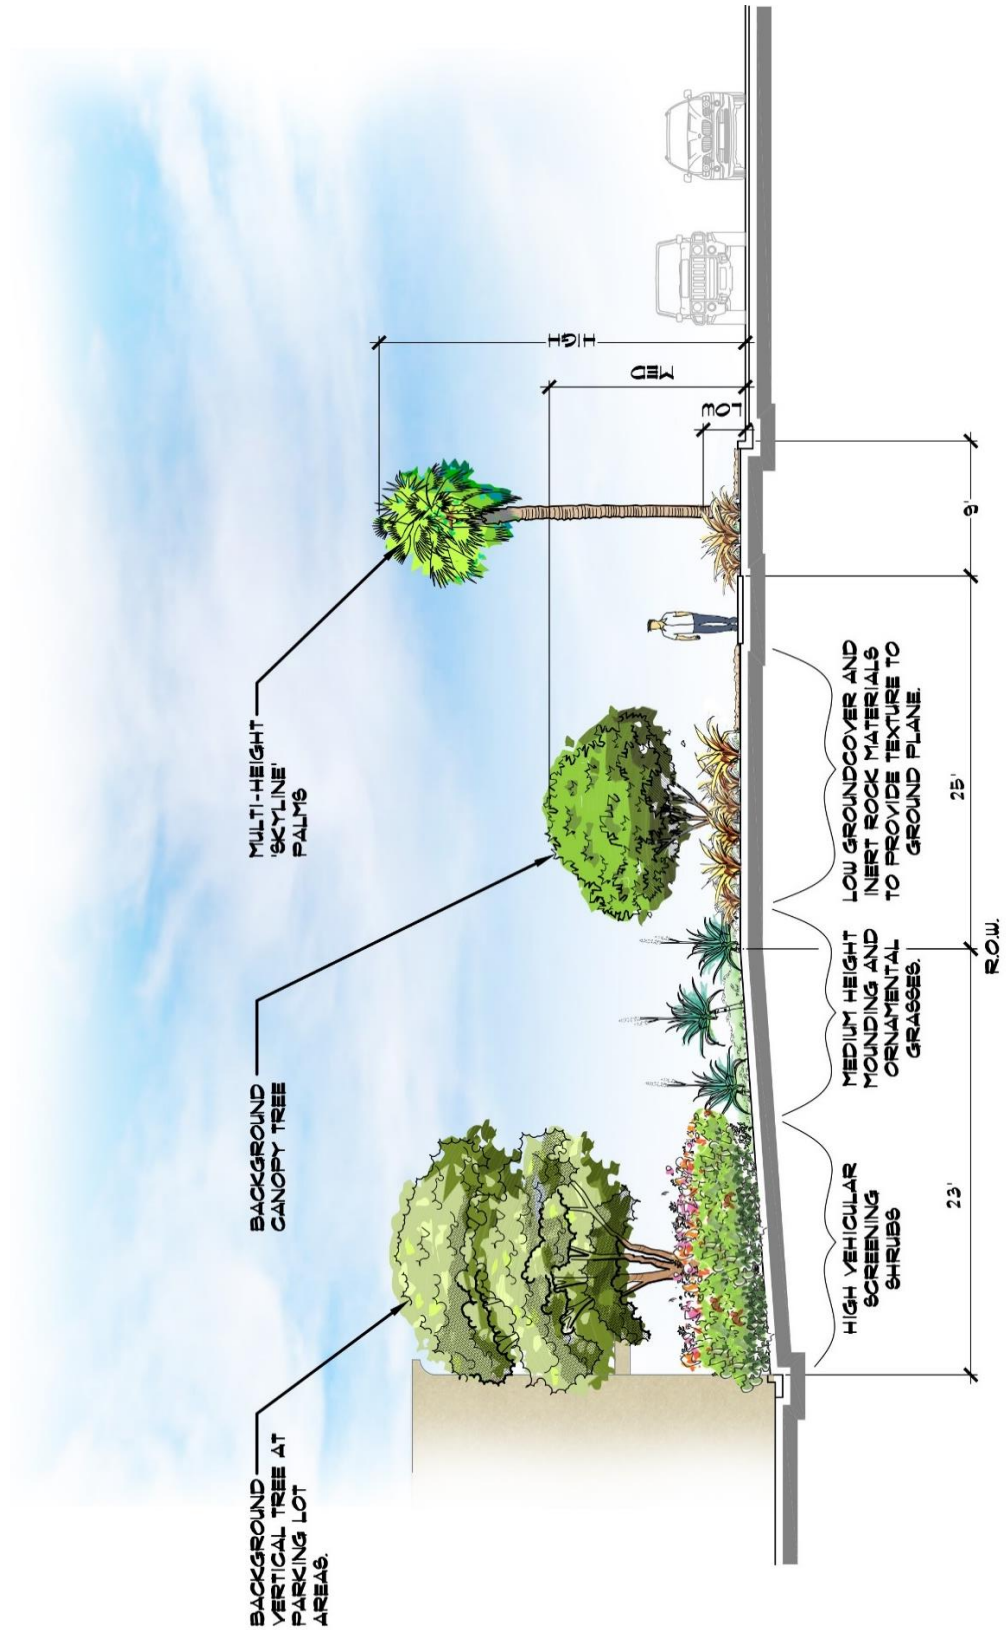 BACKGROUND
VERTICAL TREE AT
PARKING LOT
AREAS.
BACKGROUND
CANOPY TREE
MULTI-HEIGHT
'SKYLINE'
PALMS
HIGH
MED
LOW
HIGH VEHICULAR
SCREENING
SHRUBS
MEDIUM HEIGHT
MOUNDING AND
ORNAMENTAL
GRASSES.
LOW GROUNDCOVER AND
INERT ROCK MATERIALS
TO PROVIDE TEXTURE TO
GROUND PLANE.
23'
25'
9'
R.O.W.